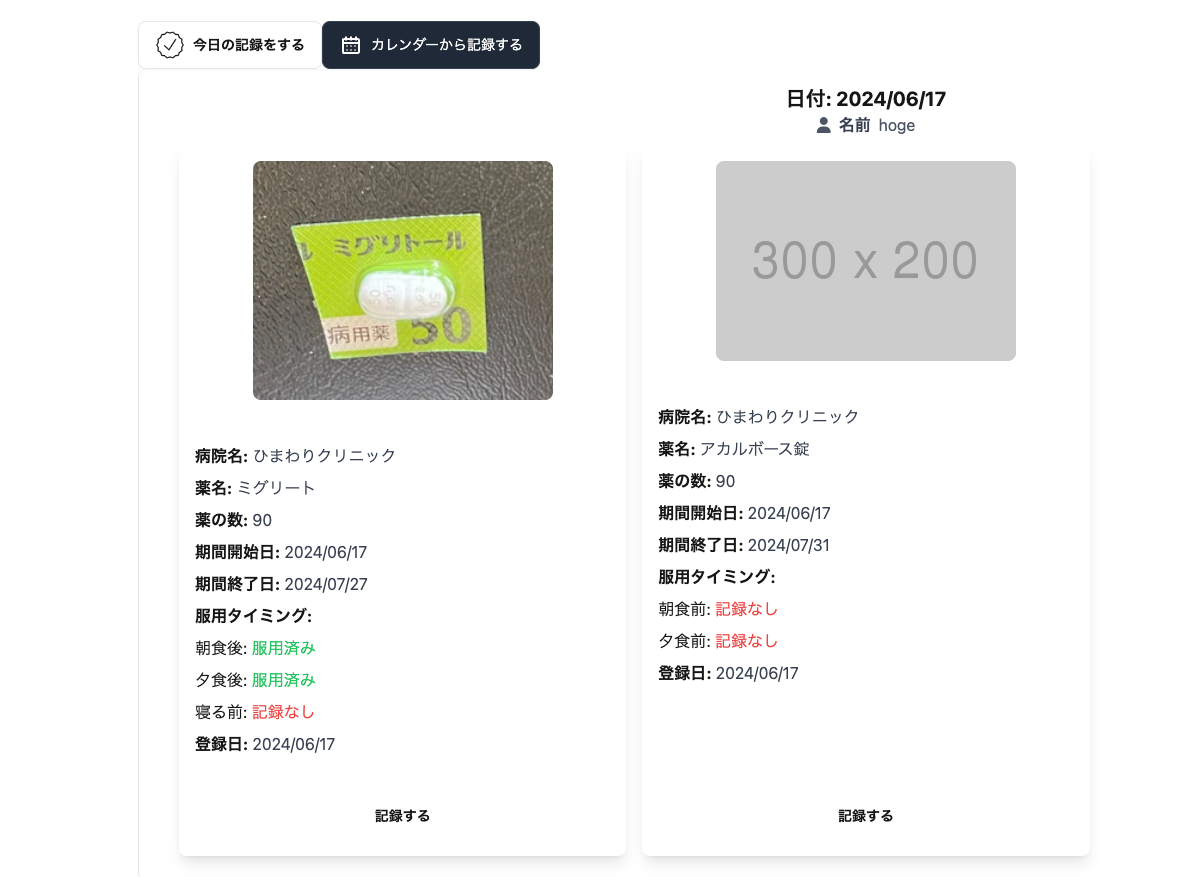 今日の記録をする
カレンダーから記録する
日付: 2024/06/17
名前 hoge
ル ミグリトール
病用薬 50
病院名: ひまわりクリニック
薬名: ミグリート
薬の数: 90
期間開始日: 2024/06/17
期間終了日: 2024/07/27
服用タイミング:
朝食後: 服用済み
夕食後: 服用済み
寝る前: 記録なし
登録日: 2024/06/17
記録する
300 x 200
病院名: ひまわりクリニック
薬名: アカルボース錠
薬の数: 90
期間開始日: 2024/06/17
期間終了日: 2024/07/31
服用タイミング:
朝食前: 記録なし
夕食前: 記録なし
登録日: 2024/06/17
記録する